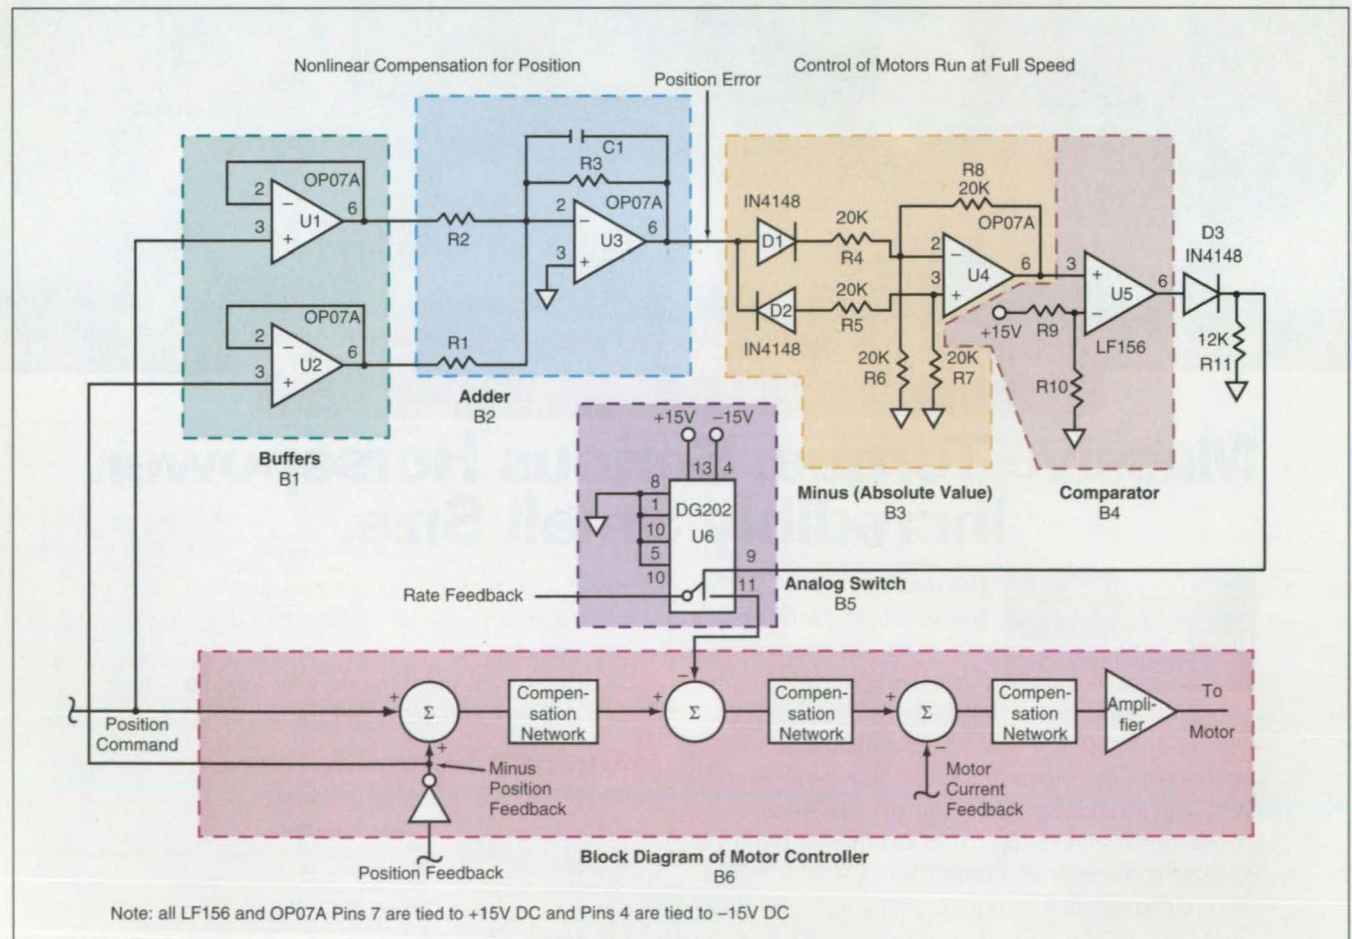 Nonlinear Compensation for Position
Control of Motors Run at Full Speed
Position Error
C1
R3
OP07A
2
−
3
+
U1
6
R2
2
−
3
+
OP07A
U3
6
OP07A
2
−
3
+
U2
6
R1
Buffers
B1
Adder
B2
IN4148
D1
20K
R4
D2
IN4148
20K
R5
R8
20K
OP07A
2
−
3
+
U4
6
20K
R6
20K
R7
+15V
R9
R10
3
+
−
U5
6
LF156
D3
IN4148
12K
R11
Minus (Absolute Value)
B3
Comparator
B4
+15V
−15V
13
4
8
1
10
5
10
DG202
U6
9
11
Analog Switch
B5
Rate Feedback
Position
Command
+
Σ
+
Compen-
sation
Network
+
−
Σ
Compen-
sation
Network
+
−
Σ
Compen-
sation
Network
Ampli-
fier
To
Motor
Minus
Position
Feedback
Motor
Current
Feedback
Position Feedback
Block Diagram of Motor Controller
B6
Note: all LF156 and OP07A Pins 7 are tied to +15V DC and Pins 4 are tied to −15V DC